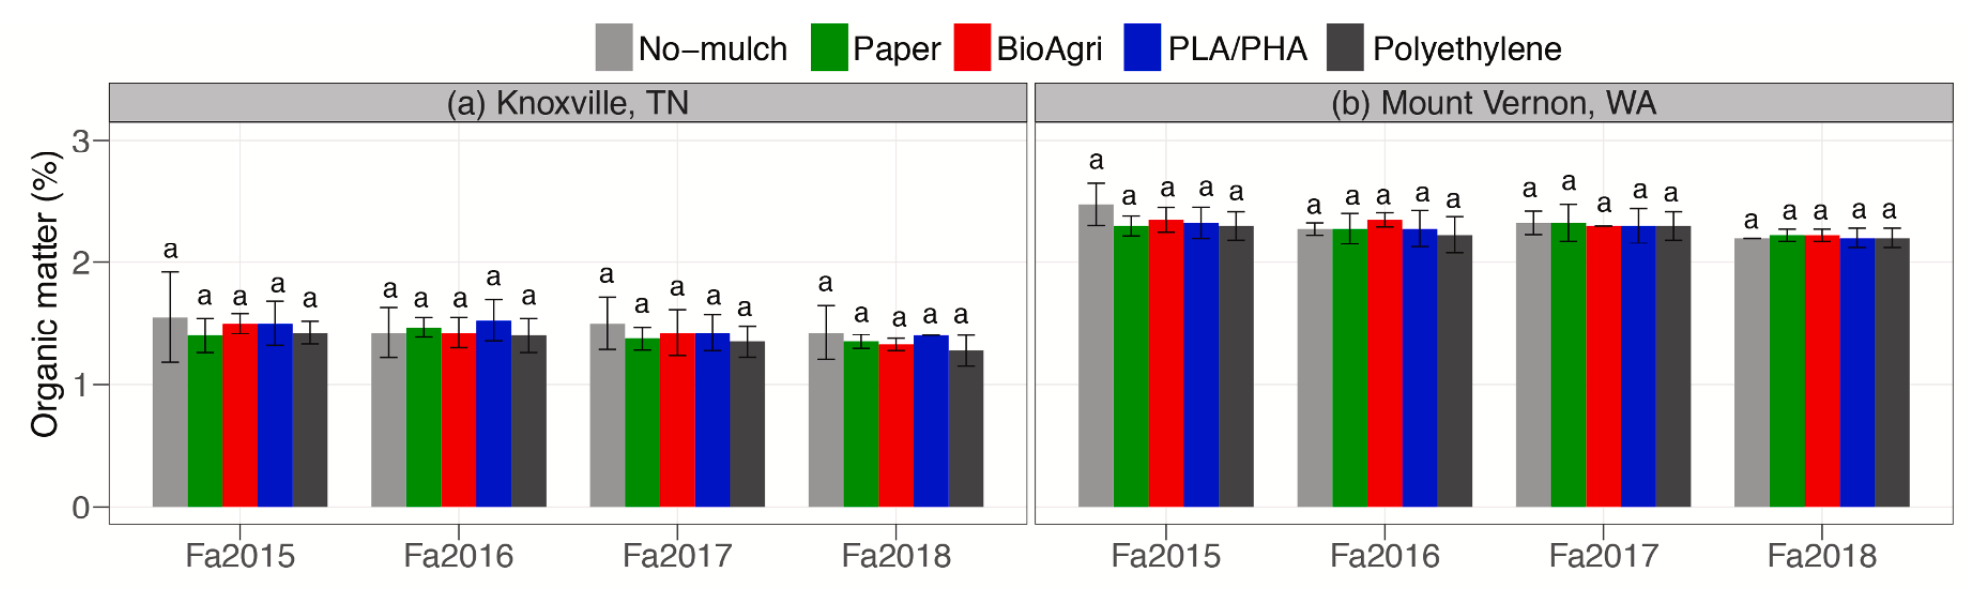 No−mulch Paper BioAgri PLA/PHA Polyethylene
(a) Knoxville, TN (b) Mount Vernon, WA
Organic matter (%)
3
2
1
0
a a a a a a a a a a a a a a a a a a a a
a a a a a a a a a a a a a a a a a a a a
Fa2015 Fa2016 Fa2017 Fa2018 Fa2015 Fa2016 Fa2017 Fa2018